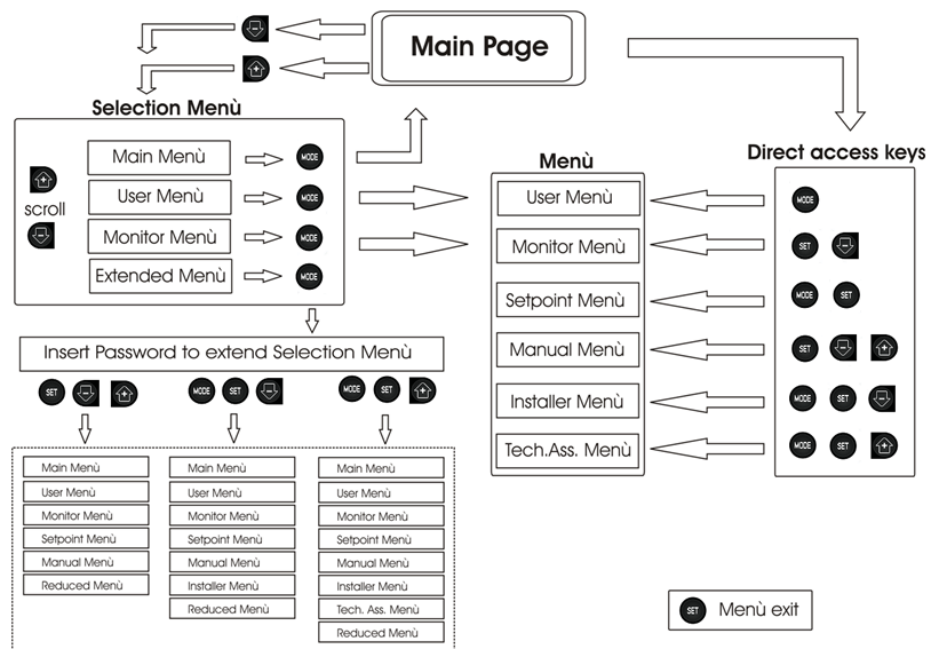 Main Page
Selection Menù
Main Menù
MODE
User Menù
MODE
scroll
Monitor Menù
MODE
Extended Menù
MODE
Insert Password to extend Selection Menù
SET
MODE SET
MODE SET
Main Menù
User Menù
Monitor Menù
Setpoint Menù
Manual Menù
Reduced Menù
Main Menù
User Menù
Monitor Menù
Setpoint Menù
Manual Menù
Installer Menù
Reduced Menù
Main Menù
User Menù
Monitor Menù
Setpoint Menù
Manual Menù
Installer Menù
Tech. Ass. Menù
Reduced Menù
Menù
User Menù
Monitor Menù
Setpoint Menù
Manual Menù
Installer Menù
Tech.Ass. Menù
Direct access keys
MODE
SET
MODE SET
SET
MODE SET
MODE SET
SET Menù exit